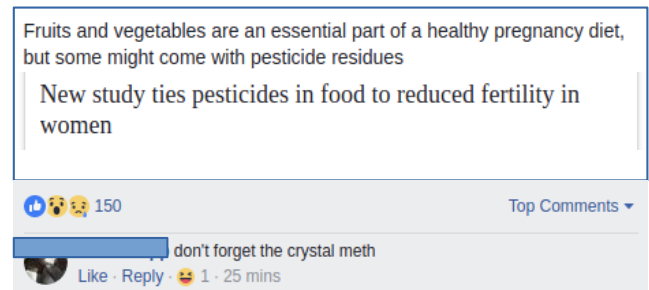 Fruits and vegetables are an essential part of a healthy pregnancy diet,
but some might come with pesticide residues
New study ties pesticides in food to reduced fertility in
women
150
Top Comments
don't forget the crystal meth
Like · Reply · 1 · 25 mins